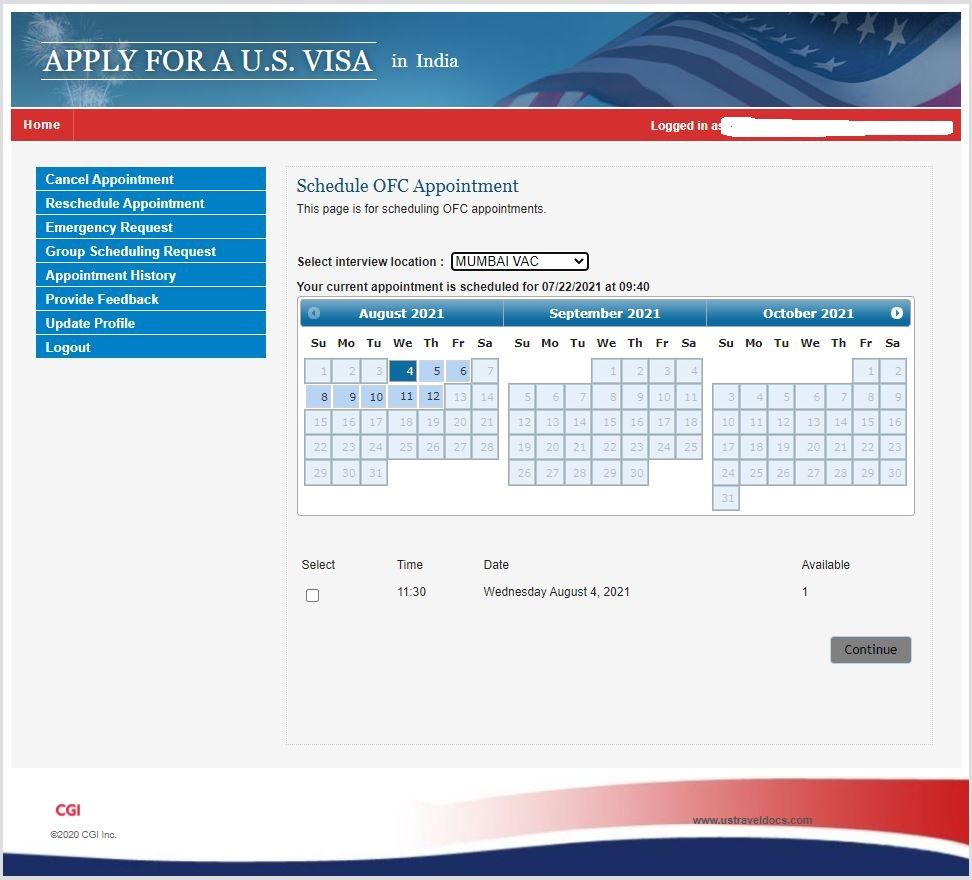 APPLY FOR A U.S. VISA in India
Home
Logged in as
Cancel Appointment
Reschedule Appointment
Emergency Request
Group Scheduling Request
Appointment History
Provide Feedback
Update Profile
Logout
Schedule OFC Appointment
This page is for scheduling OFC appointments.
Select interview location : MUMBAI VAC
Your current appointment is scheduled for 07/22/2021 at 09:40
August 2021
Su Mo Tu We Th Fr Sa
1 2 3 4 5 6 7
8 9 10 11 12 13 14
15 16 17 18 19 20 21
22 23 24 25 26 27 28
29 30 31
September 2021
Su Mo Tu We Th Fr Sa
1 2 3 4
5 6 7 8 9 10 11
12 13 14 15 16 17 18
19 20 21 22 23 24 25
26 27 28 29 30
October 2021
Su Mo Tu We Th Fr Sa
1 2
3 4 5 6 7 8 9
10 11 12 13 14 15 16
17 18 19 20 21 22 23
24 25 26 27 28 29 30
31
Select Time Date Available
11:30 Wednesday August 4, 2021 1
Continue
CGI
©2020 CGI Inc.
www.ustraveldocs.com